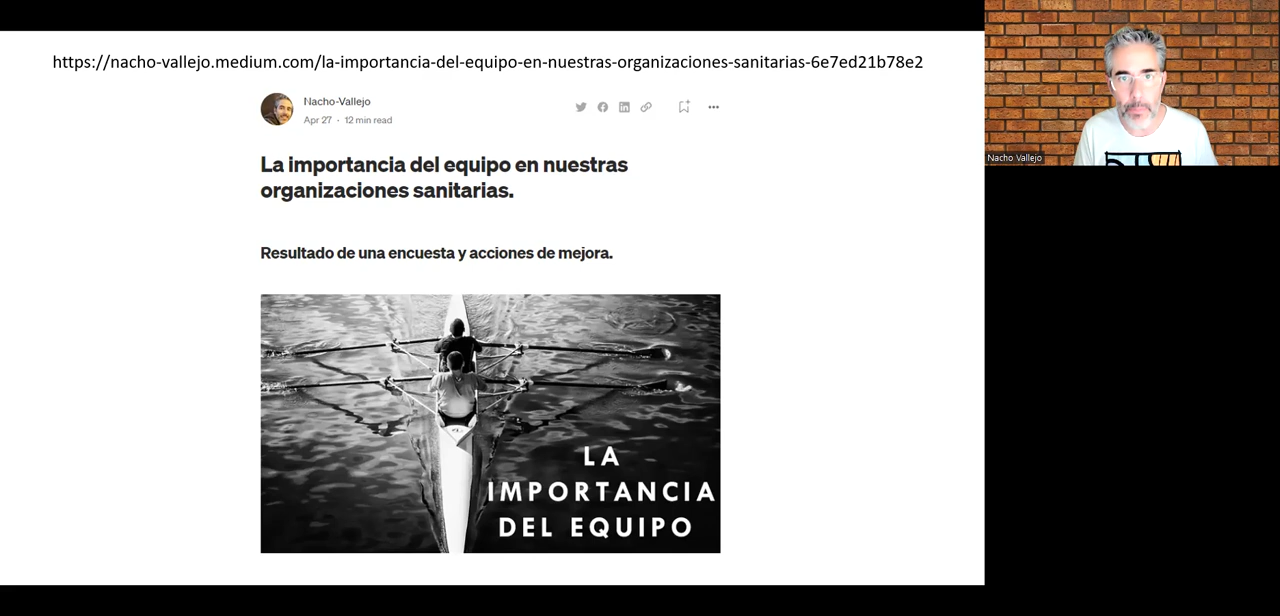 https://nacho-vallejo.medium.com/la-importancia-del-equipo-en-nuestras-organizaciones-sanitarias-6e7ed21b78e2
Nacho-Vallejo
Apr 27 · 12 min read
La importancia del equipo en nuestras
organizaciones sanitarias.
Resultado de una encuesta y acciones de mejora.
LA
IMPORTANCIA
DEL EQUIPO
Nacho Vallejo